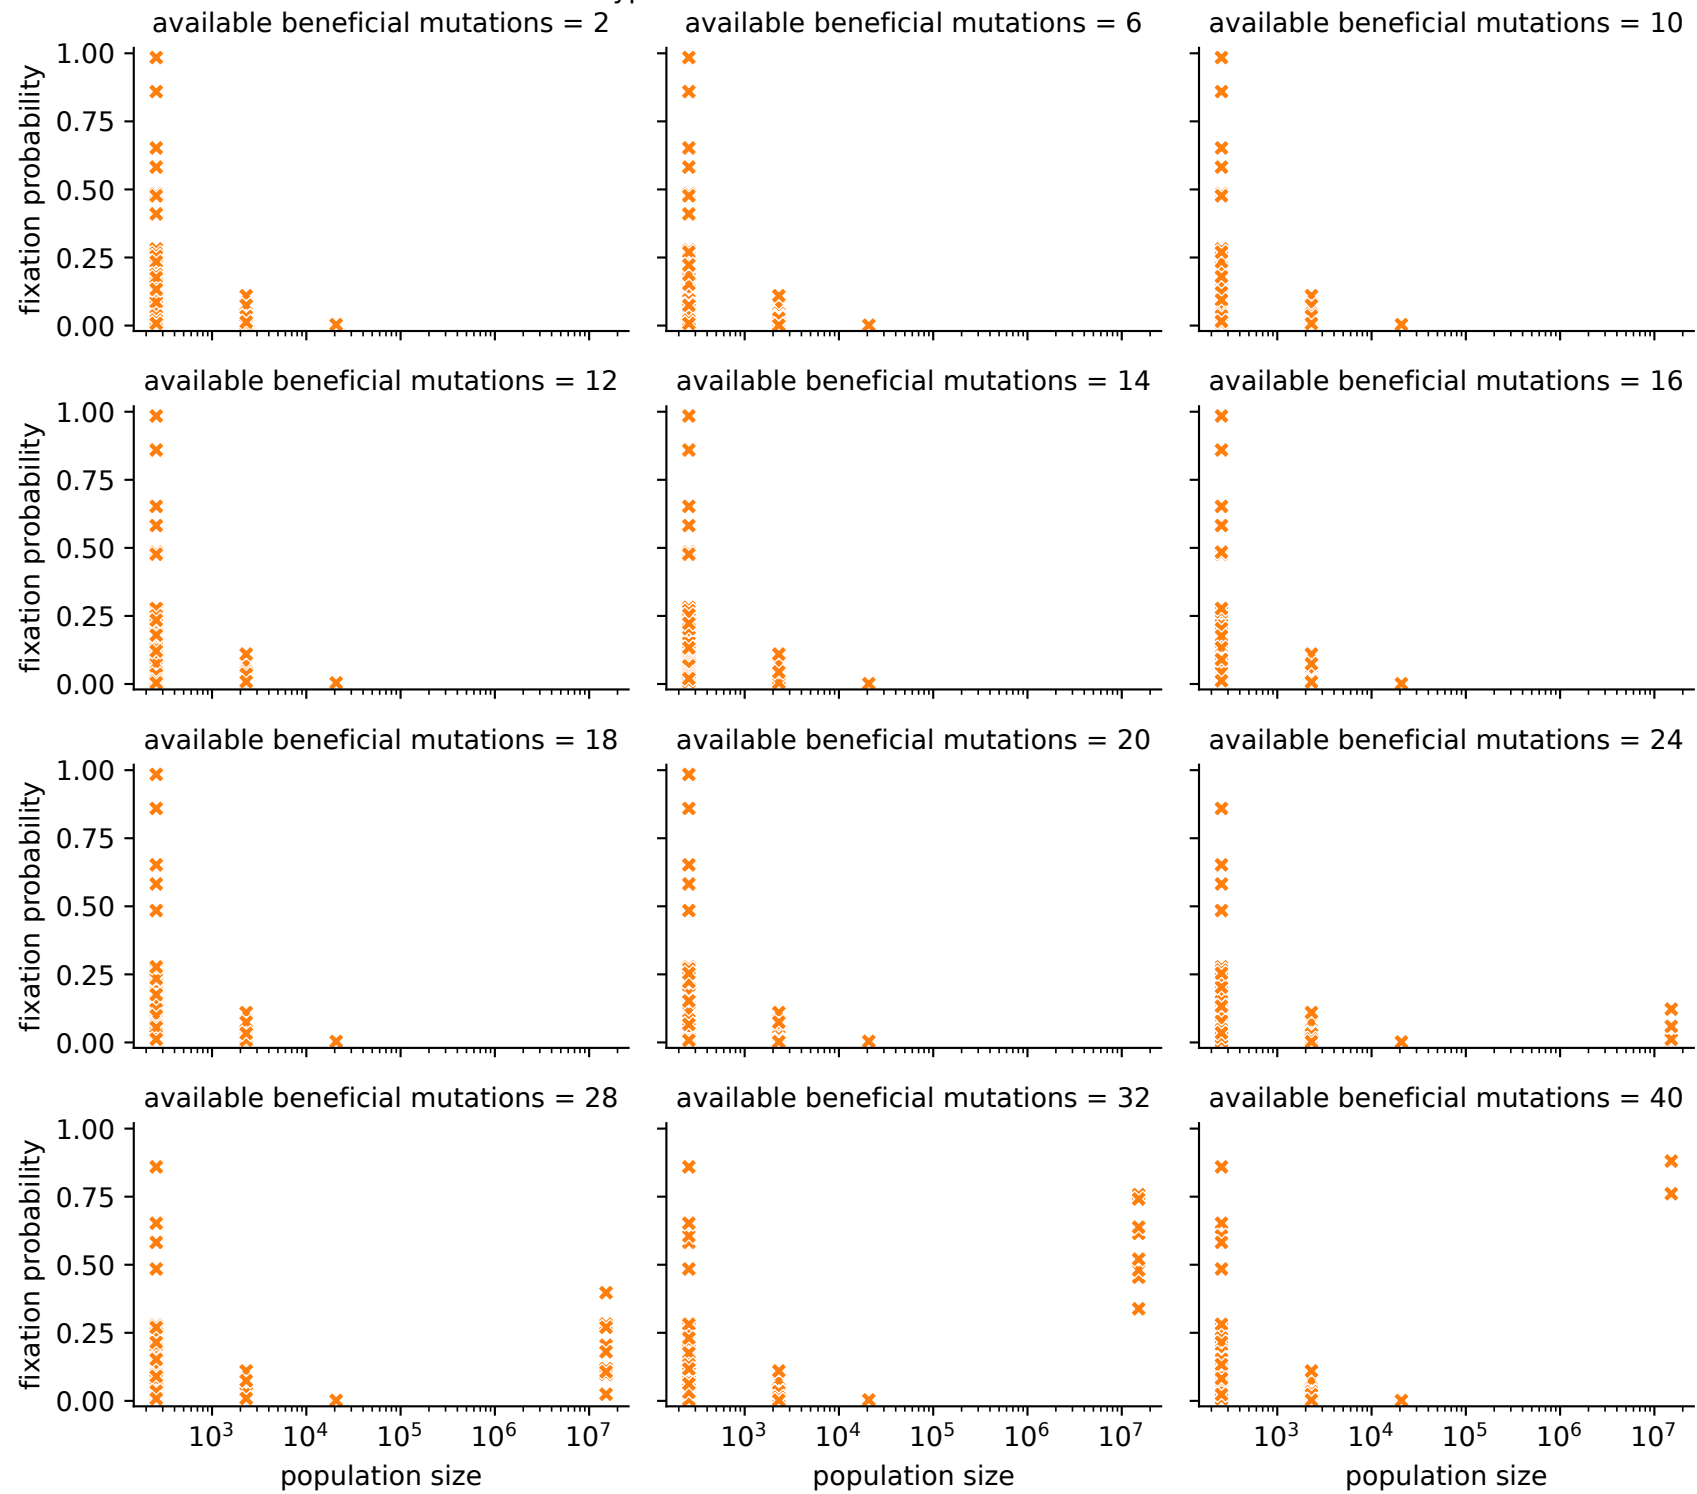 available beneficial mutations = 2
available beneficial mutations = 6
available beneficial mutations = 10
fixation probability
1.00
0.75
0.50
0.25
0.00
available beneficial mutations = 12
available beneficial mutations = 14
available beneficial mutations = 16
fixation probability
1.00
0.75
0.50
0.25
0.00
available beneficial mutations = 18
available beneficial mutations = 20
available beneficial mutations = 24
fixation probability
1.00
0.75
0.50
0.25
0.00
available beneficial mutations = 28
available beneficial mutations = 32
available beneficial mutations = 40
fixation probability
1.00
0.75
0.50
0.25
0.00
10³ 10⁴ 10⁵ 10⁶ 10⁷
10³ 10⁴ 10⁵ 10⁶ 10⁷
10³ 10⁴ 10⁵ 10⁶ 10⁷
population size
population size
population size